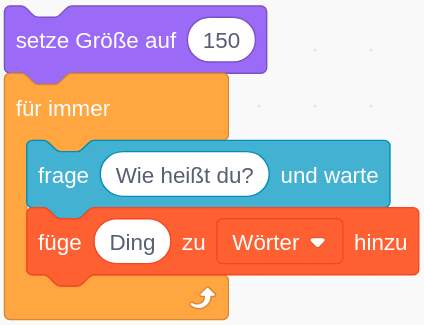 setze Größe auf 150
für immer
frage Wie heißt du? und warte
füge Ding zu Wörter hinzu